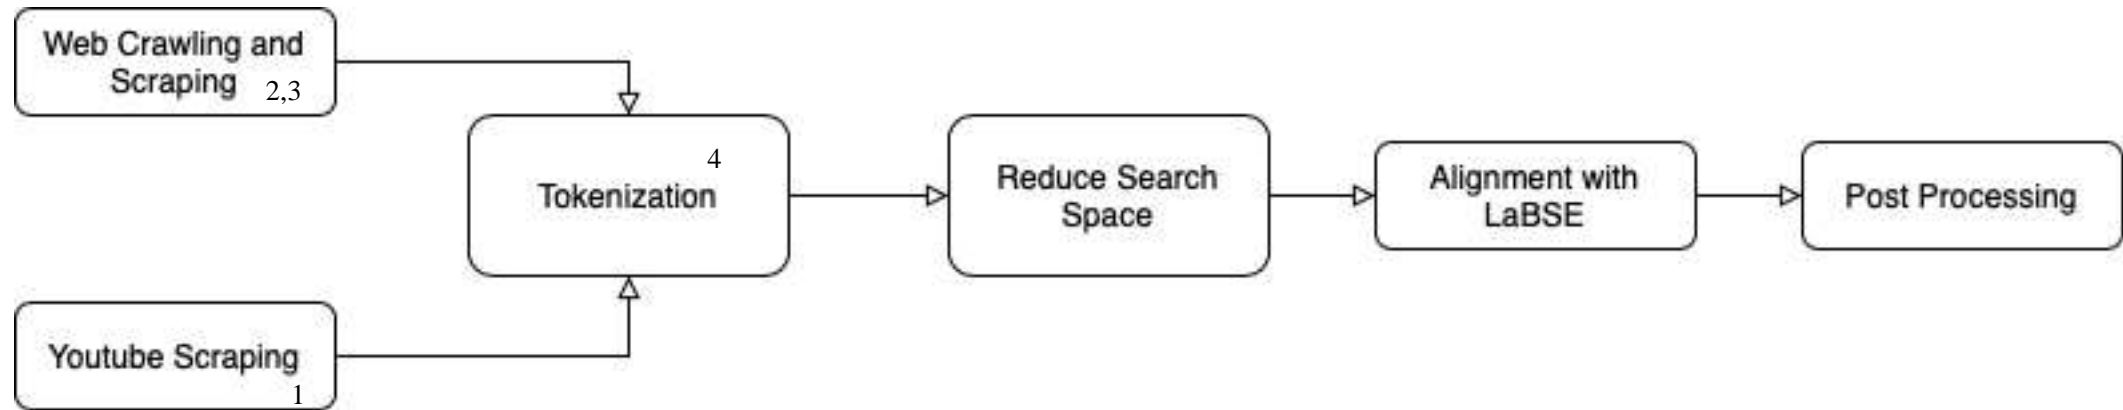 Web Crawling and
Scraping 2,3
4
Tokenization
Reduce Search
Space
Alignment with
LaBSE
Post Processing
Youtube Scraping
1